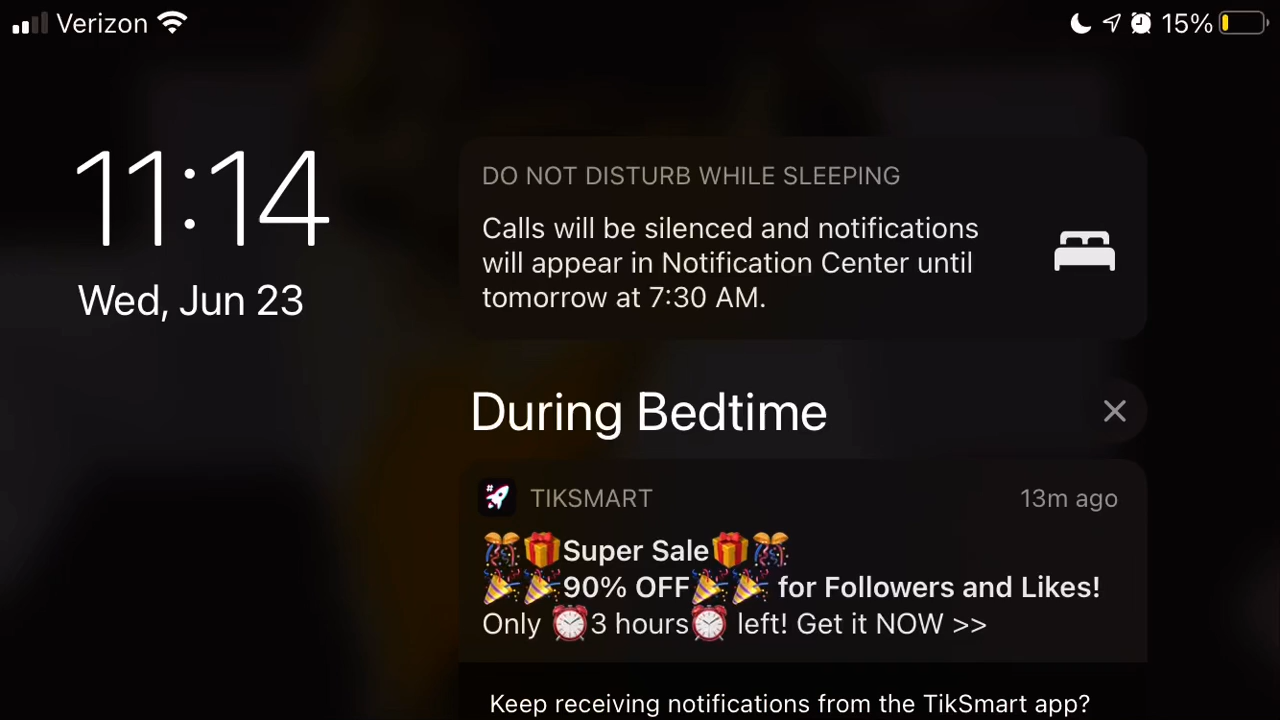 Verizon
15%
11:14
Wed, Jun 23
DO NOT DISTURB WHILE SLEEPING
Calls will be silenced and notifications
will appear in Notification Center until
tomorrow at 7:30 AM.
During Bedtime
TIKSMART
13m ago
🎊🎁Super Sale🎁🎊
🎉🎉90% OFF🎉🎉 for Followers and Likes!
Only ⏰3 hours⏰ left! Get it NOW >>
Keep receiving notifications from the TikSmart app?